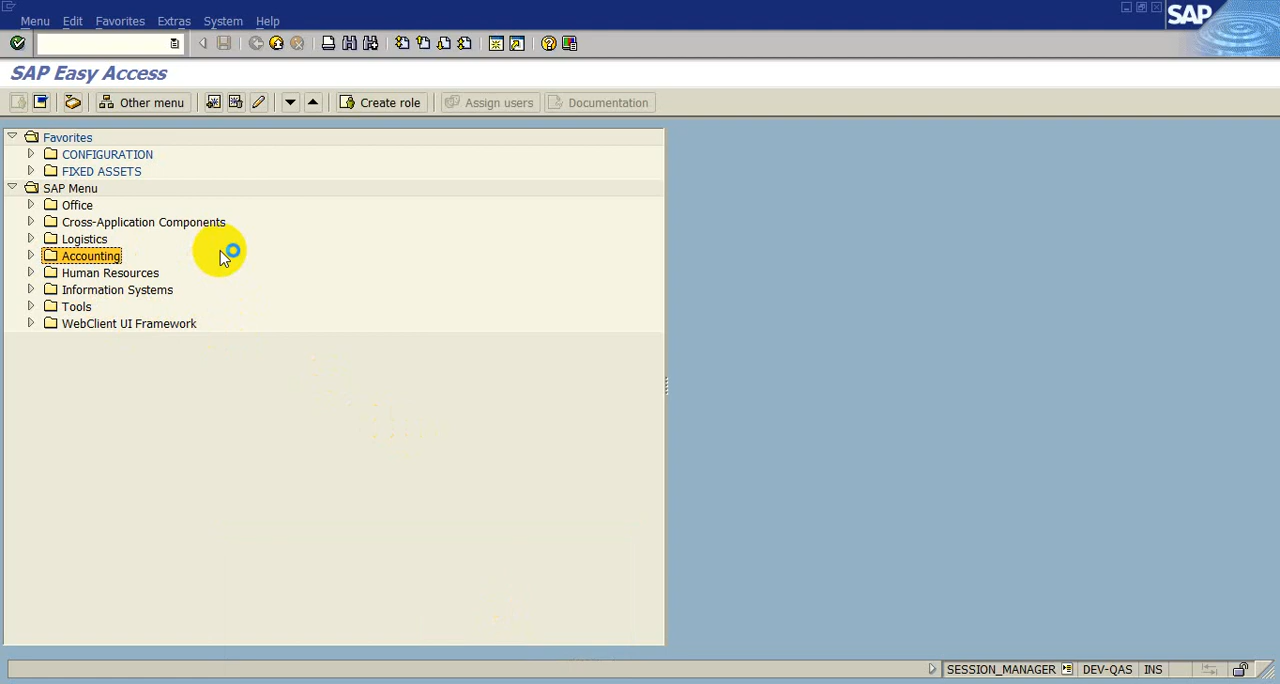 Menu Edit Favorites Extras System Help
SAP
SAP Easy Access
Other menu Create role Assign users Documentation
Favorites
CONFIGURATION
FIXED ASSETS
SAP Menu
Office
Cross-Application Components
Logistics
Accounting
Human Resources
Information Systems
Tools
WebClient UI Framework
SESSION_MANAGER DEV-QAS INS